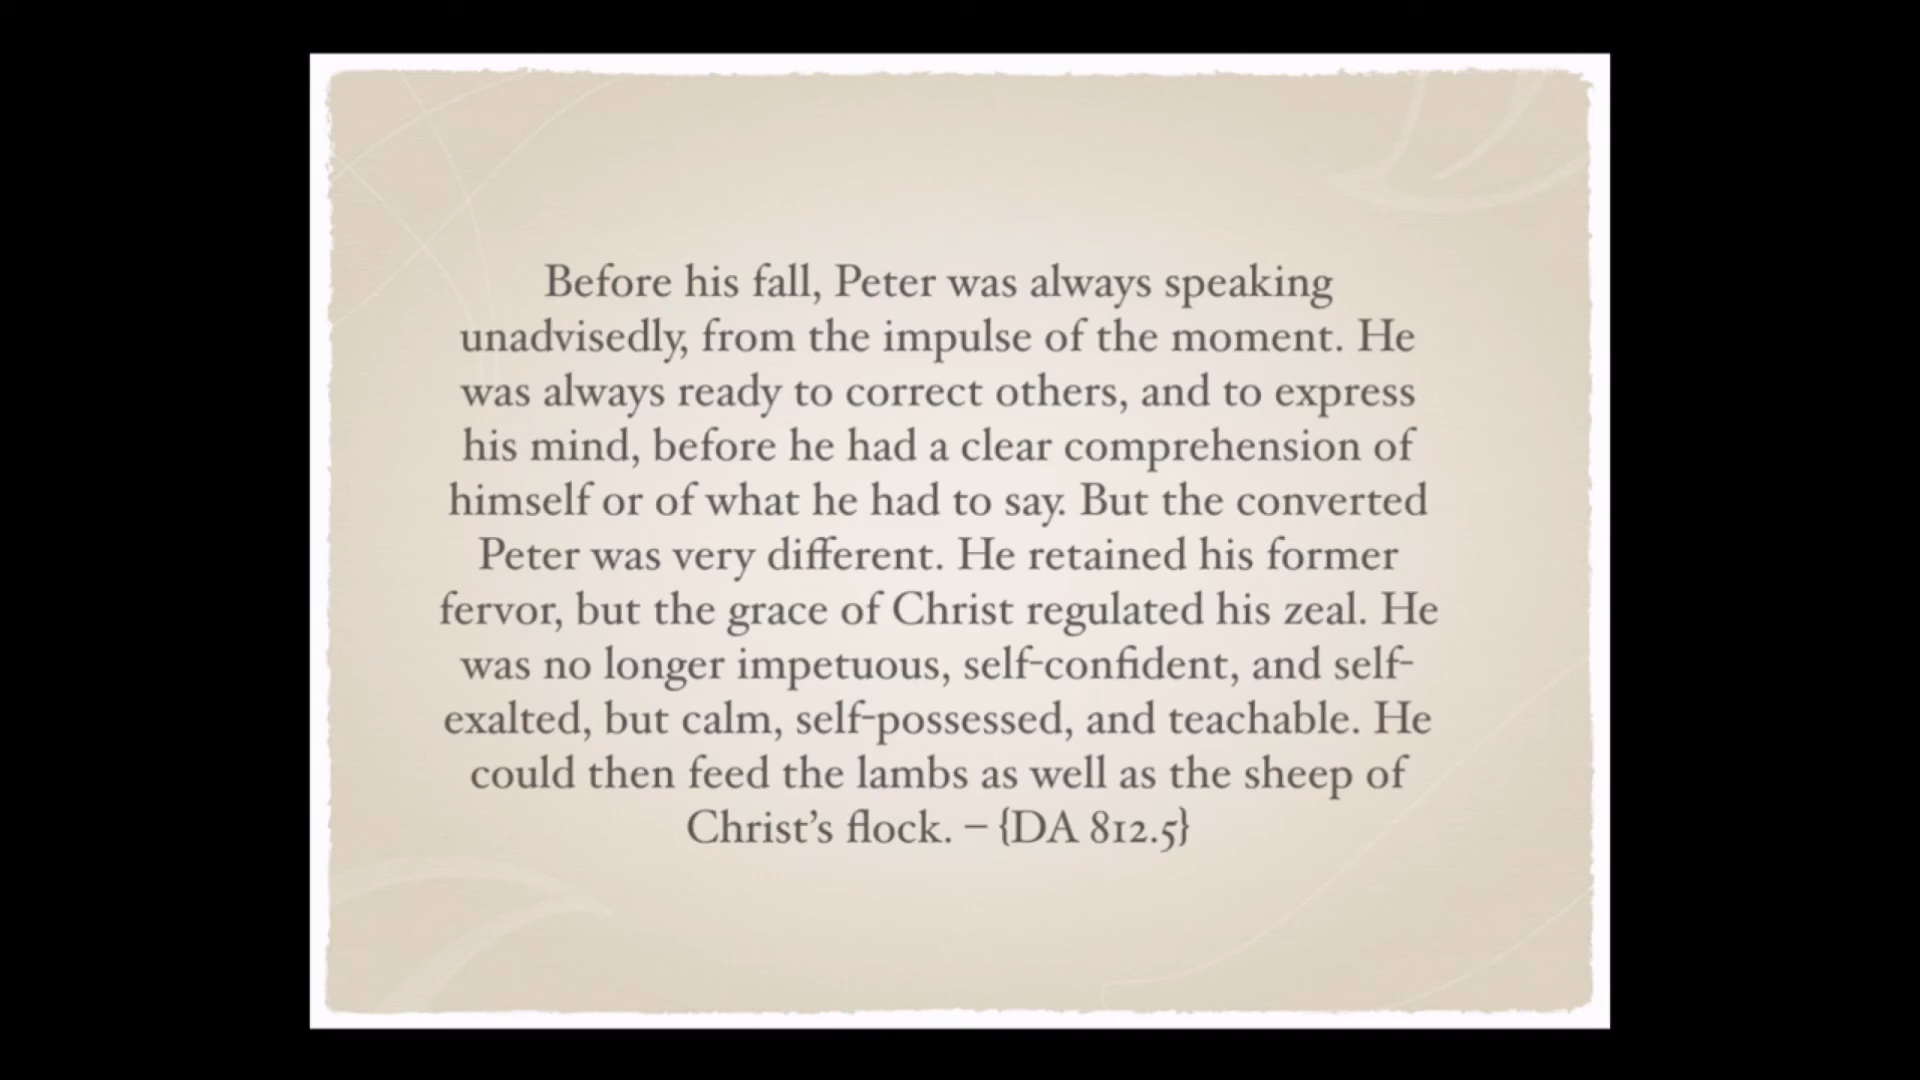 Before his fall, Peter was always speaking
unadvisedly, from the impulse of the moment. He
was always ready to correct others, and to express
his mind, before he had a clear comprehension of
himself or of what he had to say. But the converted
Peter was very different. He retained his former
fervor, but the grace of Christ regulated his zeal. He
was no longer impetuous, self-confident, and self-
exalted, but calm, self-possessed, and teachable. He
could then feed the lambs as well as the sheep of
Christ’s flock. – {DA 812.5}